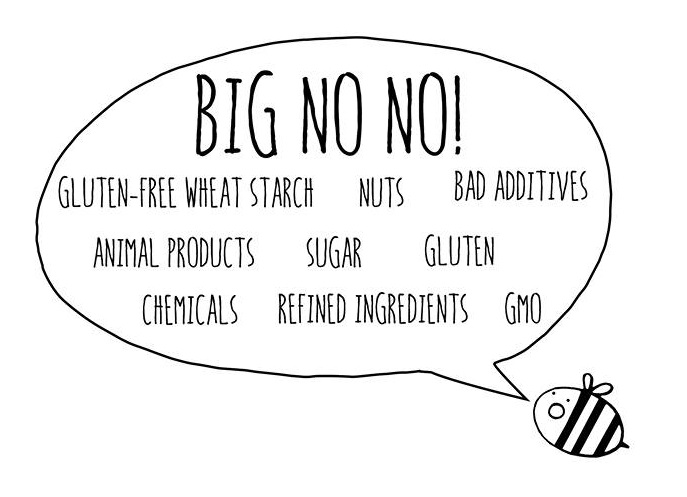 BIG NO NO!
GLUTEN-FREE WHEAT STARCH NUTS BAD ADDITIVES
ANIMAL PRODUCTS SUGAR GLUTEN
CHEMICALS REFINED INGREDIENTS GMO